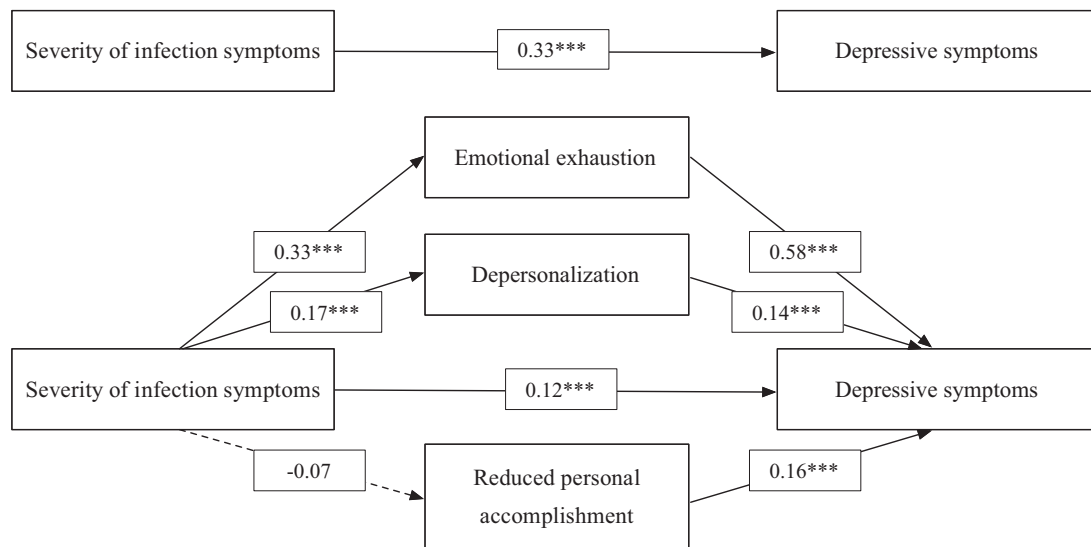 Severity of infection symptoms
0.33***
Depressive symptoms
Emotional exhaustion
0.33***
0.58***
Depersonalization
0.17***
0.14***
Severity of infection symptoms
0.12***
Depressive symptoms
-0.07
Reduced personal
accomplishment
0.16***